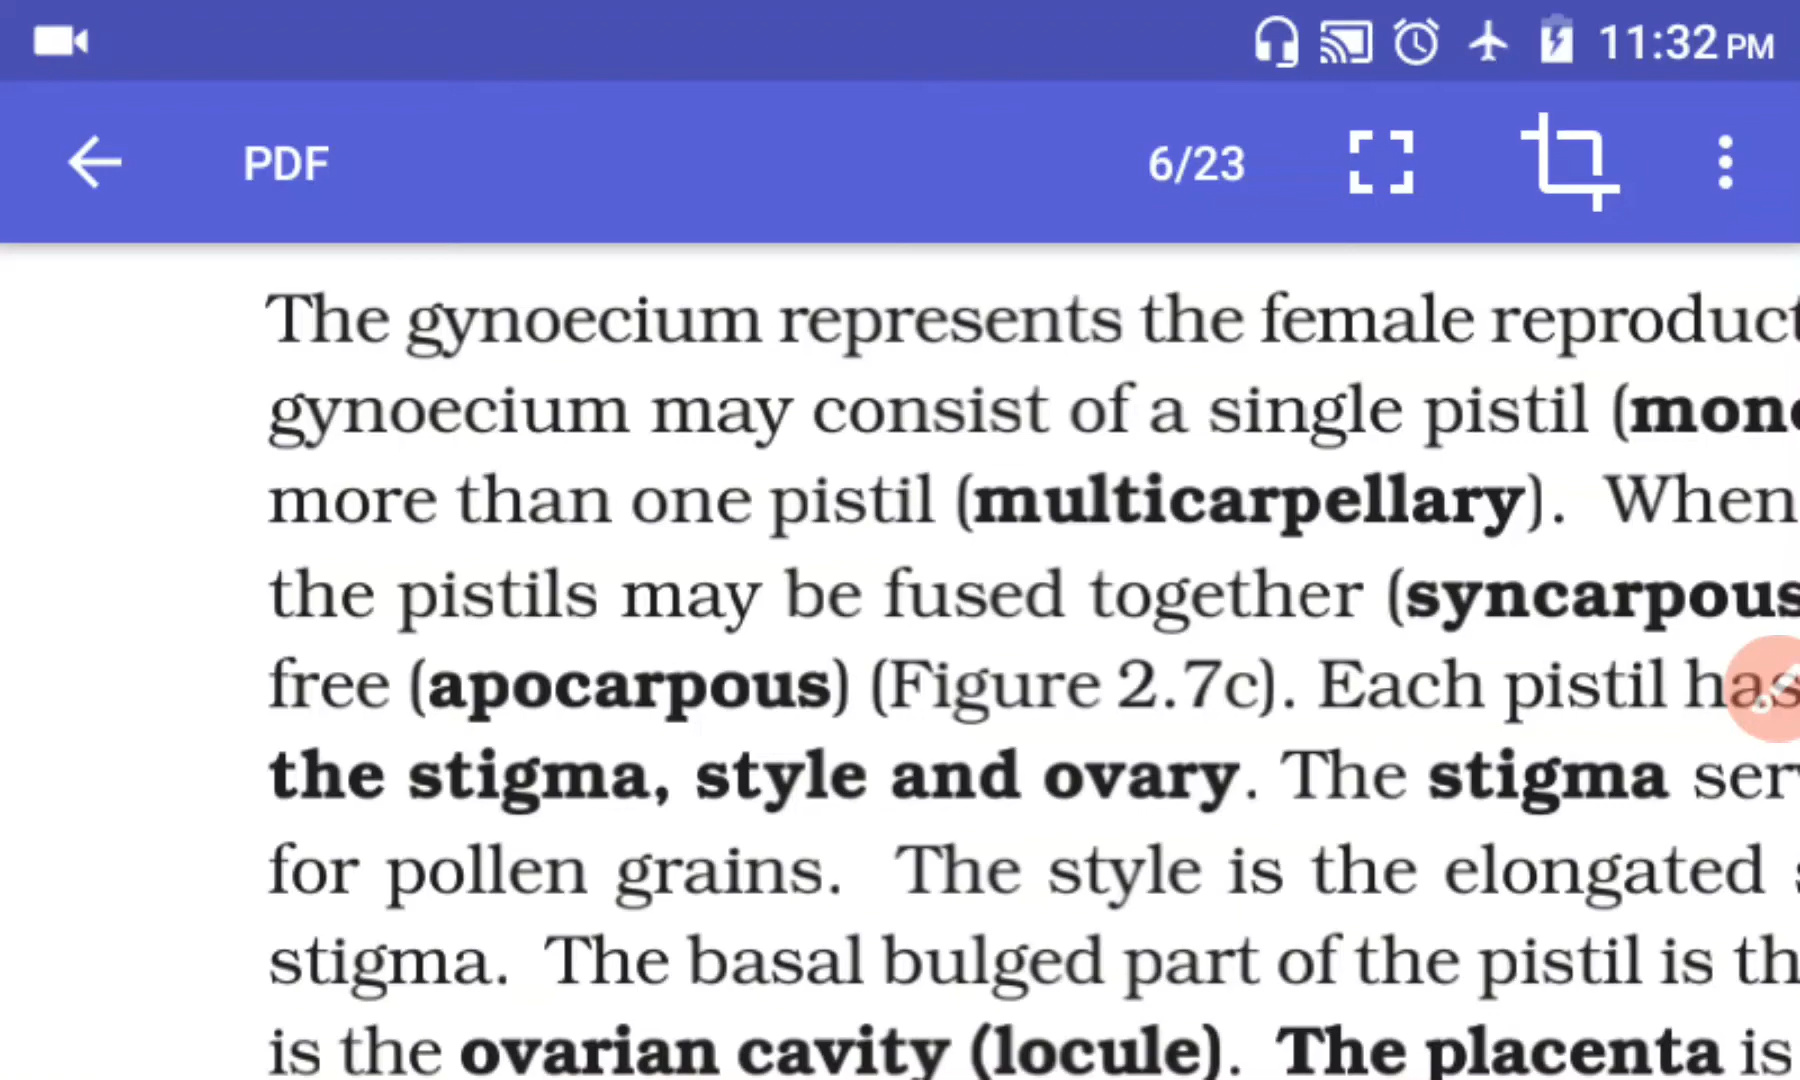 11:32 PM
PDF 6/23
The gynoecium represents the female reproduct
gynoecium may consist of a single pistil (mono
more than one pistil (multicarpellary). When
the pistils may be fused together (syncarpous
free (apocarpous) (Figure 2.7c). Each pistil has
the stigma, style and ovary. The stigma serv
for pollen grains. The style is the elongated
stigma. The basal bulged part of the pistil is th
is the ovarian cavity (locule). The placenta is